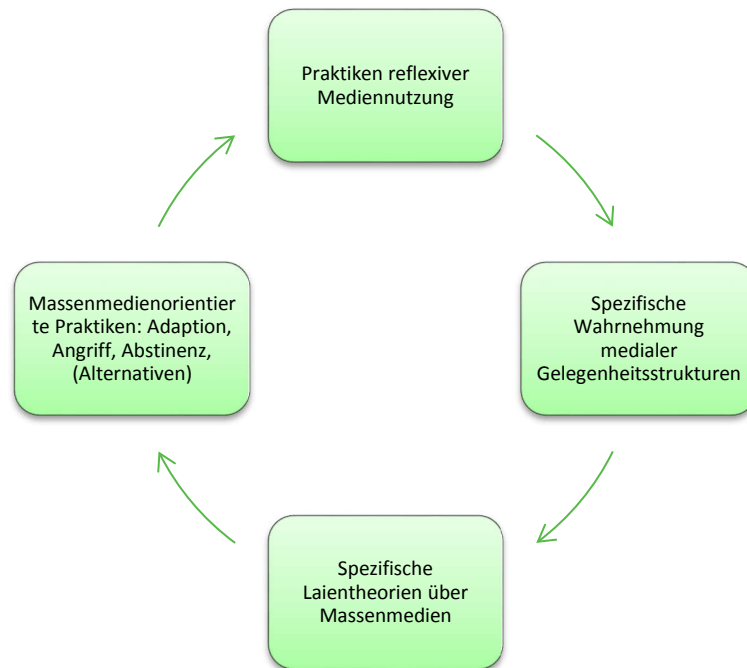 Praktiken reflexiver
Mediennutzung
Massenmedienorientier
te Praktiken: Adaption,
Angriff, Abstinenz,
(Alternativen)
Spezifische
Wahrnehmung
medialer
Gelegenheitsstrukturen
Spezifische
Laientheorien über
Massenmedien